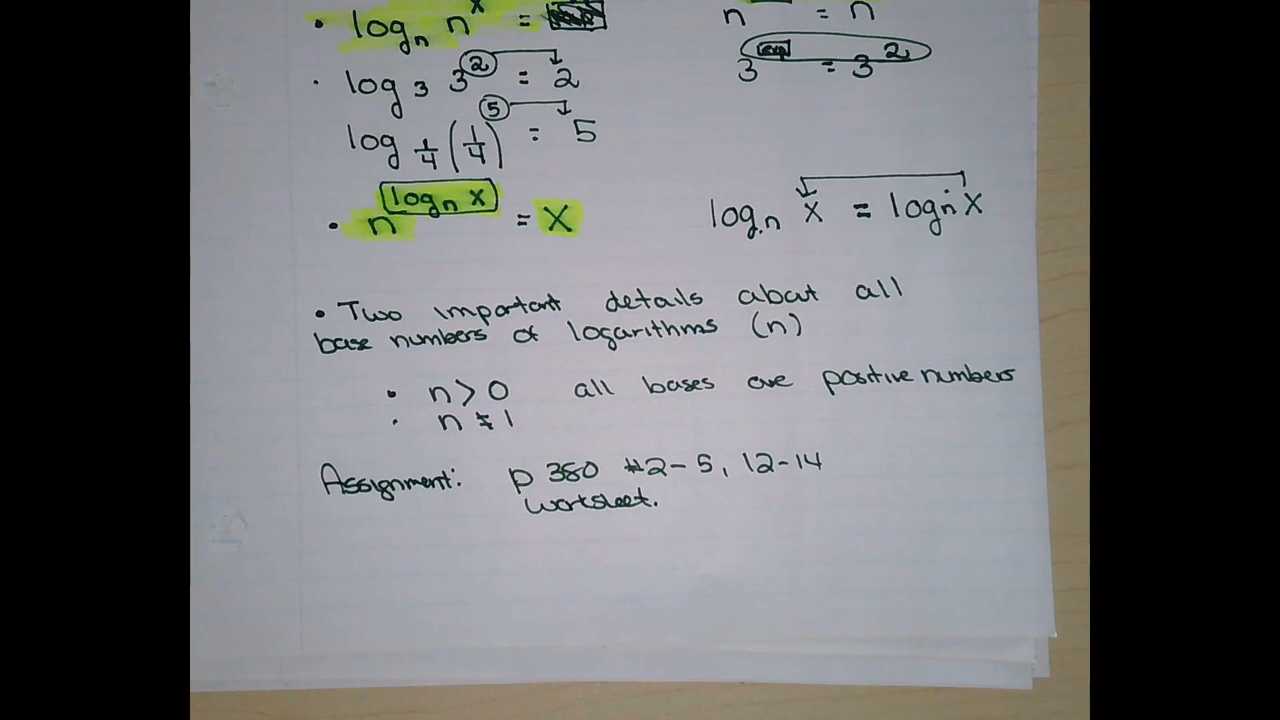 • logₙ nˣ =
n = n
3 = 3²
• log₃ 3² = 2
log_{1/4} (1/4)⁵ = 5
• n^{logₙ x} = x
logₙ x = logₙ x
• Two important details about all
base numbers of logarithms (n)
• n > 0 all bases are positive numbers
• n ≠ 1
Assignment: p 380 #2-5, 12-14
worksheet.